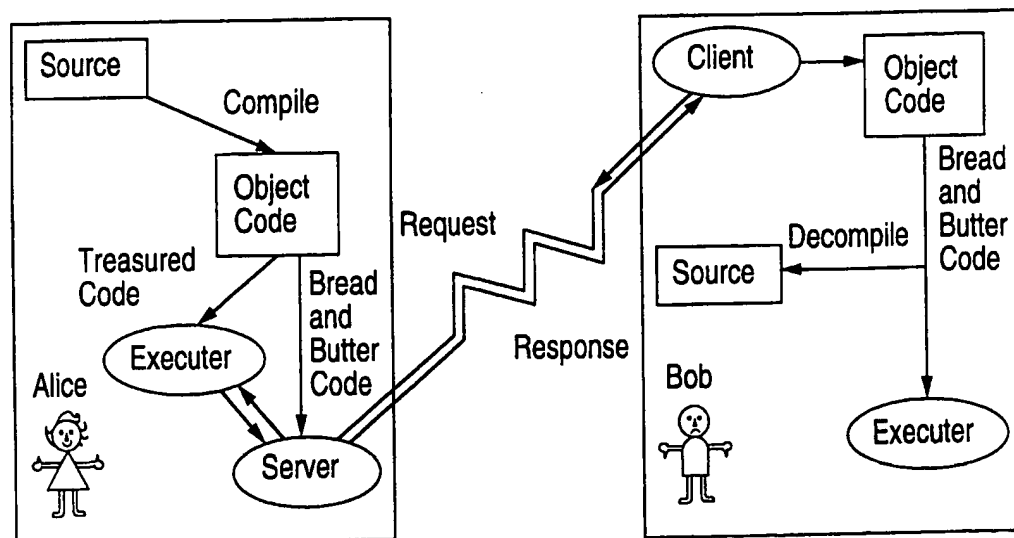 Source
Compile
Object
Code
Treasured
Code
Bread
and
Butter
Code
Executer
Alice
Server
Request
Response
Client
Object
Code
Bread
and
Butter
Code
Decompile
Source
Bob
Executer